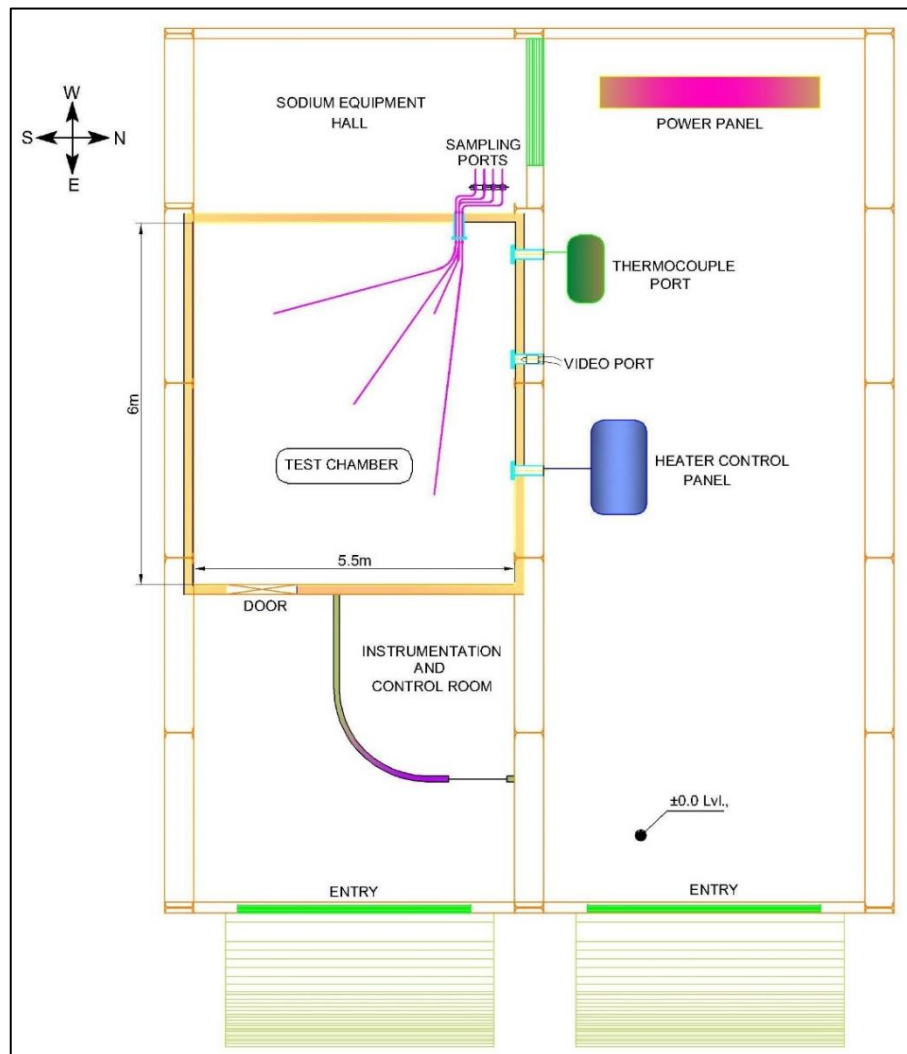 W
S N
E
SODIUM EQUIPMENT
HALL
SAMPLING
PORTS
POWER PANEL
THERMOCOUPLE
PORT
VIDEO PORT
6m
TEST CHAMBER
HEATER CONTROL
PANEL
5.5m
DOOR
INSTRUMENTATION
AND
CONTROL ROOM
±0.0 Lvl.,
ENTRY
ENTRY